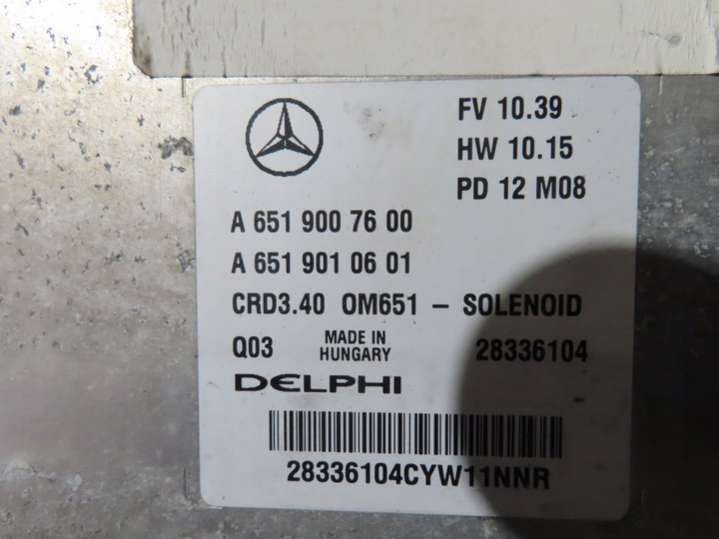 FV 10.39
HW 10.15
PD 12 M08
A 651 900 76 00
A 651 901 06 01
CRD3.40 OM651 – SOLENOID
Q03 MADE IN HUNGARY 28336104
DELPHI
28336104CYW11NNR